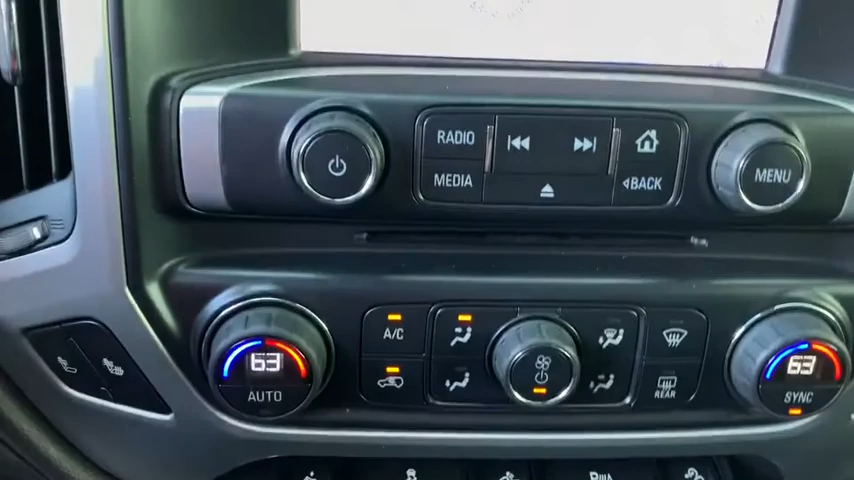 RADIO
MEDIA
BACK
MENU
A/C
63
AUTO
REAR
63
SYNC